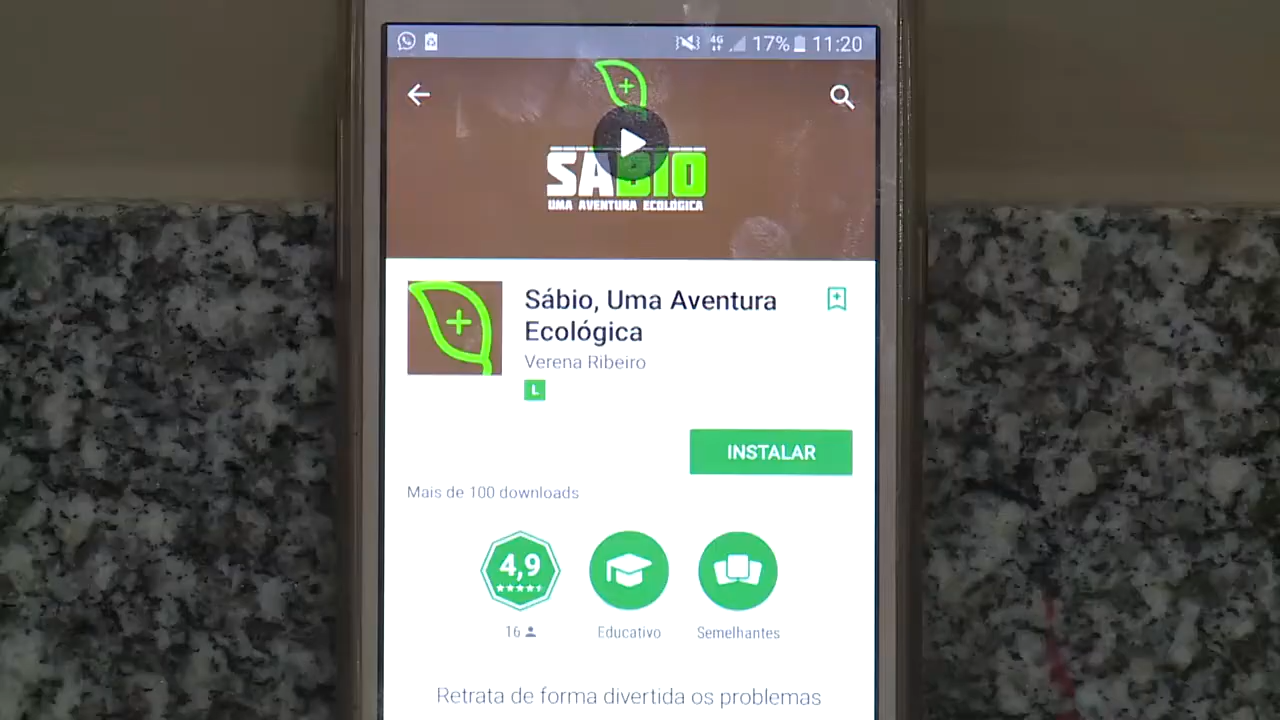 4G 17% 11:20
SÁBIO
UMA AVENTURA ECOLÓGICA
Sábio, Uma Aventura
Ecológica
Verena Ribeiro
L
INSTALAR
Mais de 100 downloads
4,9
16
Educativo
Semelhantes
Retrata de forma divertida os problemas